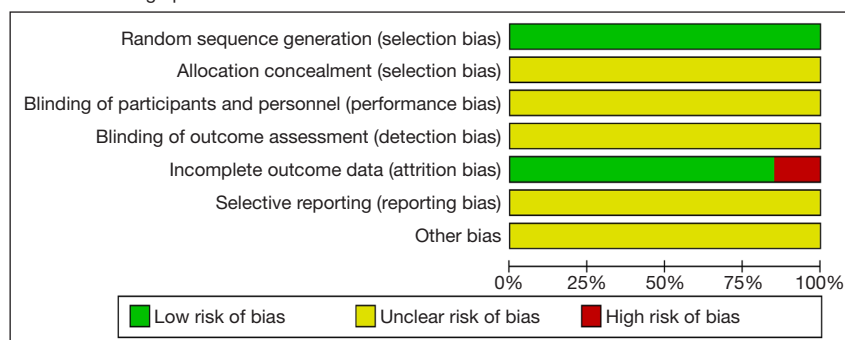 Random sequence generation (selection bias)
Allocation concealment (selection bias)
Blinding of participants and personnel (performance bias)
Blinding of outcome assessment (detection bias)
Incomplete outcome data (attrition bias)
Selective reporting (reporting bias)
Other bias
0% 25% 50% 75% 100%
Low risk of bias Unclear risk of bias High risk of bias